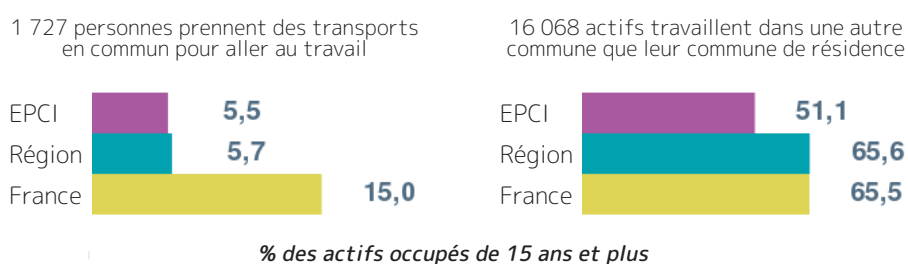 1 727 personnes prennent des transports
en commun pour aller au travail
EPCI 5,5
Région 5,7
France 15,0
16 068 actifs travaillent dans une autre
commune que leur commune de résidence
EPCI 51,1
Région 65,6
France 65,5
% des actifs occupés de 15 ans et plus